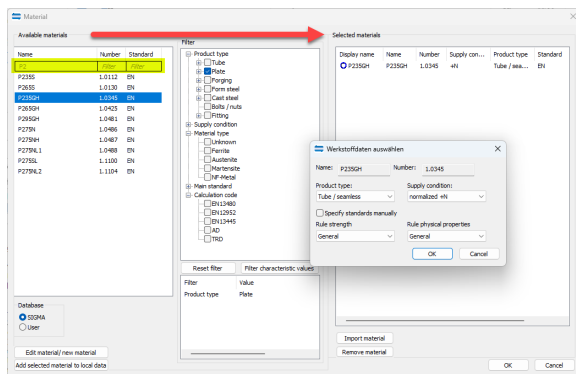 Material
Available materials
Name Number Standard
P2 Filter Filter
P235S 1.0112 EN
P265S 1.0130 EN
P235GH 1.0345 EN
P265GH 1.0425 EN
P295GH 1.0481 EN
P275N 1.0486 EN
P275NH 1.0487 EN
P275NL1 1.0488 EN
P275SL 1.1100 EN
P275NL2 1.1104 EN
Database
SIGMA
User
Edit material/ new material
Add selected material to local data
Filter
Product type
Tube
Plate
Forging
Form steel
Cast steel
Bolts / nuts
Fitting
Supply condition
Material type
Unknown
Ferrite
Austenite
Martensite
NF-Metal
Main standard
Calculation code
EN13480
EN12952
EN13445
AD
TRD
Reset filter Filter characteristic values
Filter Value
Product type Plate
Selected materials
Display name Name Number Supply con... Product type Standard
P235GH P235GH 1.0345 +N Tube / sea... EN
Werkstoffdaten auswählen
Name: P235GH Number: 1.0345
Product type: Supply condition:
Tube / seamless normalized +N
Specify standards manually
Rule strength Rule physical properties
General General
OK Cancel
Import material
Remove material
OK Cancel